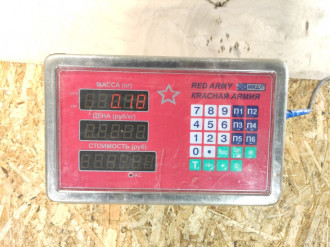 МАССА (кг)
0.18
RED ARMY
КРАСНАЯ АРМИЯ
ЦЕНА (руб/кг)
СТОИМОСТЬ (руб)
7 8 9 П1 П2
4 5 6 П3 П4
1 2 3 П5 П6
0
T